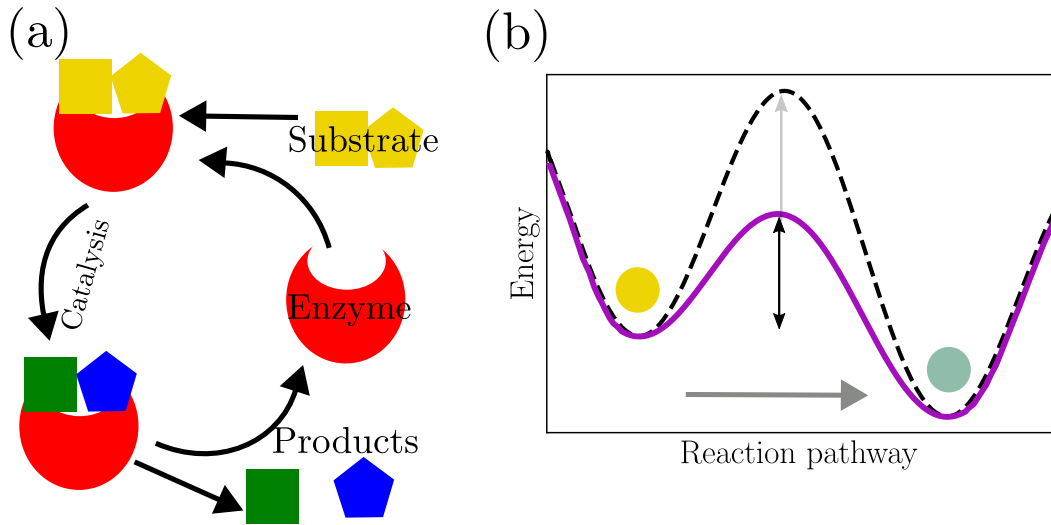 (a)
Substrate
Catalysis
Enzyme
Products
(b)
Energy
Reaction pathway